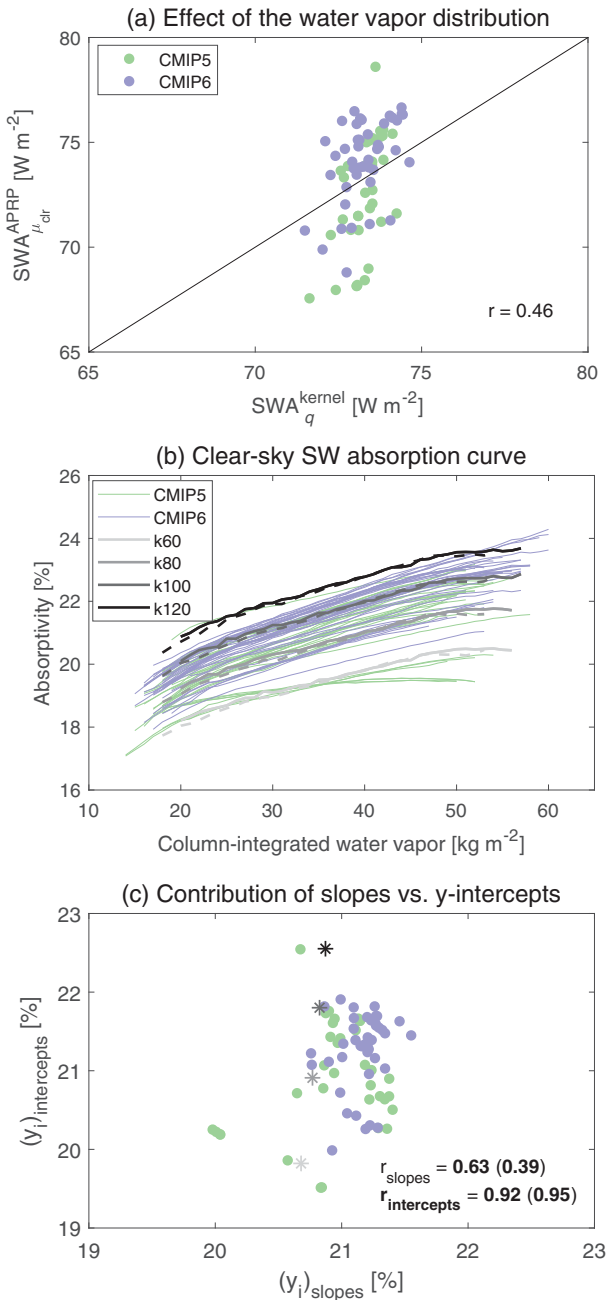 (a) Effect of the water vapor distribution
80
75
70
65
65
70
75
80
CMIP5
CMIP6
r = 0.46
SWA^APRP_μclr [W m-2]
SWA^kernel_q [W m-2]
(b) Clear-sky SW absorption curve
26
24
22
20
18
16
10
20
30
40
50
60
CMIP5
CMIP6
k60
k80
k100
k120
Absorptivity [%]
Column-integrated water vapor [kg m-2]
(c) Contribution of slopes vs. y-intercepts
23
22
21
20
19
19
20
21
22
23
r_slopes = 0.63 (0.39)
r_intercepts = 0.92 (0.95)
(y_i)_intercepts [%]
(y_i)_slopes [%]